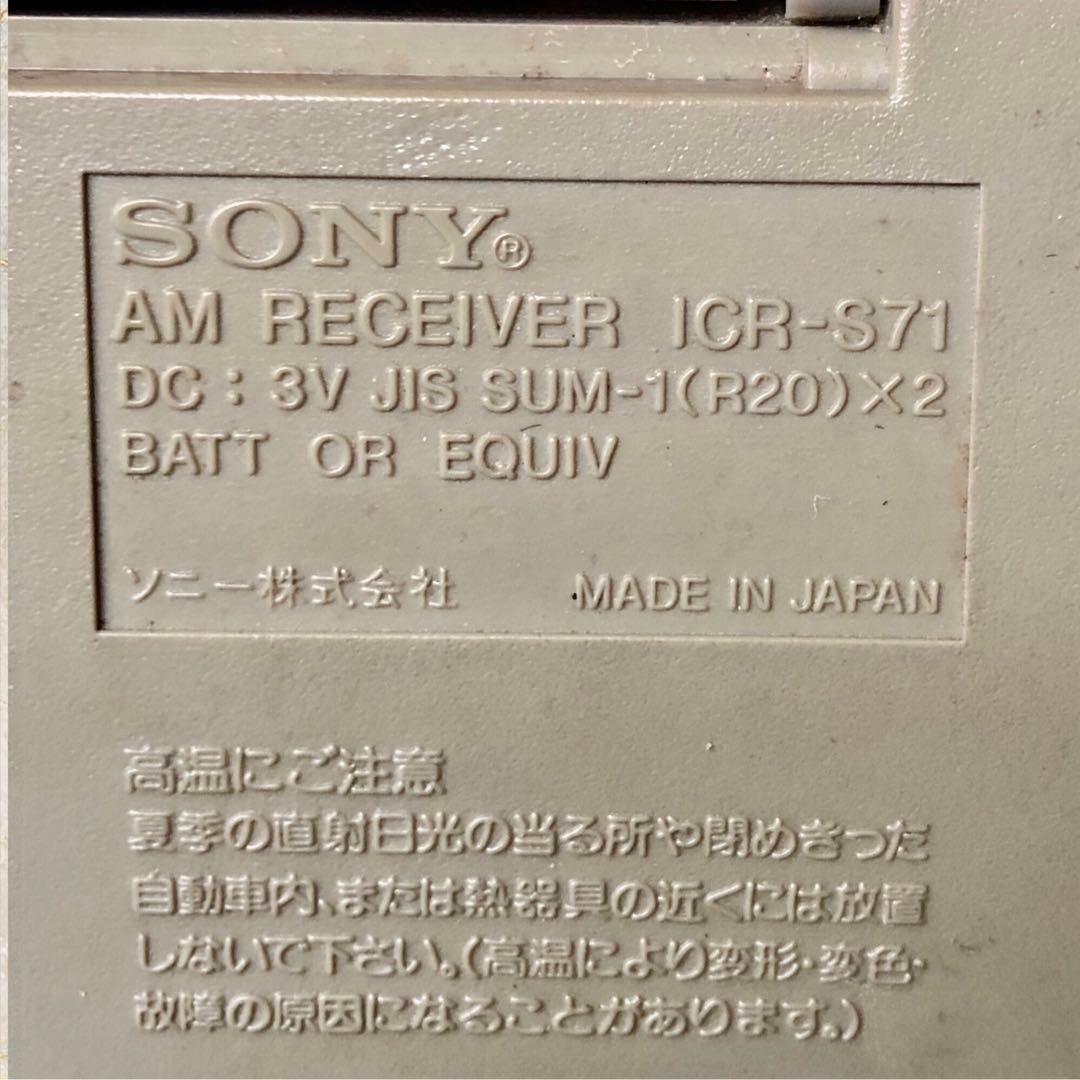 SONY®
AM RECEIVER ICR-S71
DC : 3V JIS SUM-1(R20)×2
BATT OR EQUIV
ソニー株式会社 MADE IN JAPAN
高温にご注意
夏季の直射日光の当る所や閉めきった
自動車内、または熱器具の近くには放置
しないで下さい。(高温により変形・変色・
故障の原因になることがあります。)